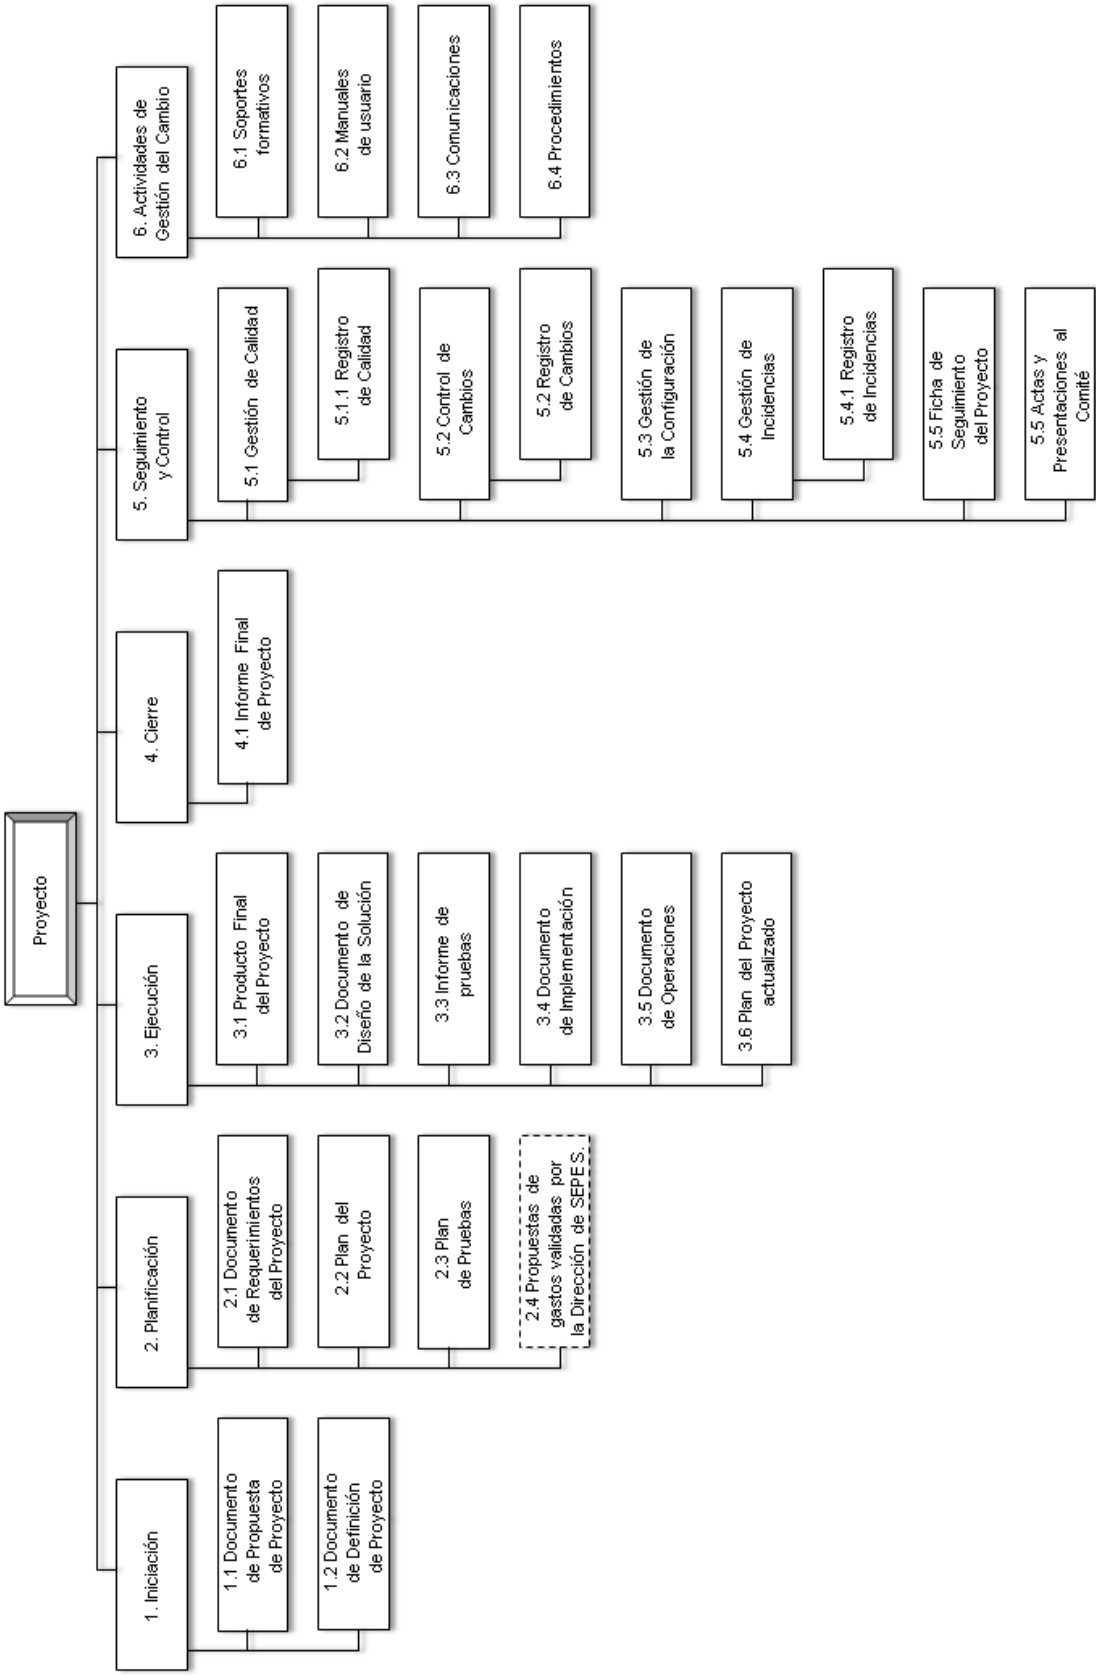 Proyecto
1. Iniciación
1.1 Documento
de Propuesta
de Proyecto
1.2 Documento
de Definición
de Proyecto
2. Planificación
2.1 Documento
de Requerimientos
del Proyecto
2.2 Plan del
Proyecto
2.3 Plan
de Pruebas
2.4 Propuestas de
gastos validadas por
la Dirección de SEPES.
3. Ejecución
3.1 Producto Final
del Proyecto
3.2 Documento de
Diseño de la Solución
3.3 Informe de
pruebas
3.4 Documento
de Implementación
3.5 Documento
de Operaciones
3.6 Plan del Proyecto
actualizado
4. Cierre
4.1 Informe Final
de Proyecto
5. Seguimiento
y Control
5.1 Gestión de Calidad
5.1.1 Registro
de Calidad
5.2 Control de
Cambios
5.2 Registro
de Cambios
5.3 Gestión de
la Configuración
5.4 Gestión de
Incidencias
5.4.1 Registro
de Incidencias
5.5 Ficha de
Seguimiento
del Proyecto
5.5 Actas y
Presentaciones al
Comité
6. Actividades de
Gestión del Cambio
6.1 Soportes
formativos
6.2 Manuales
de usuario
6.3 Comunicaciones
6.4 Procedimientos